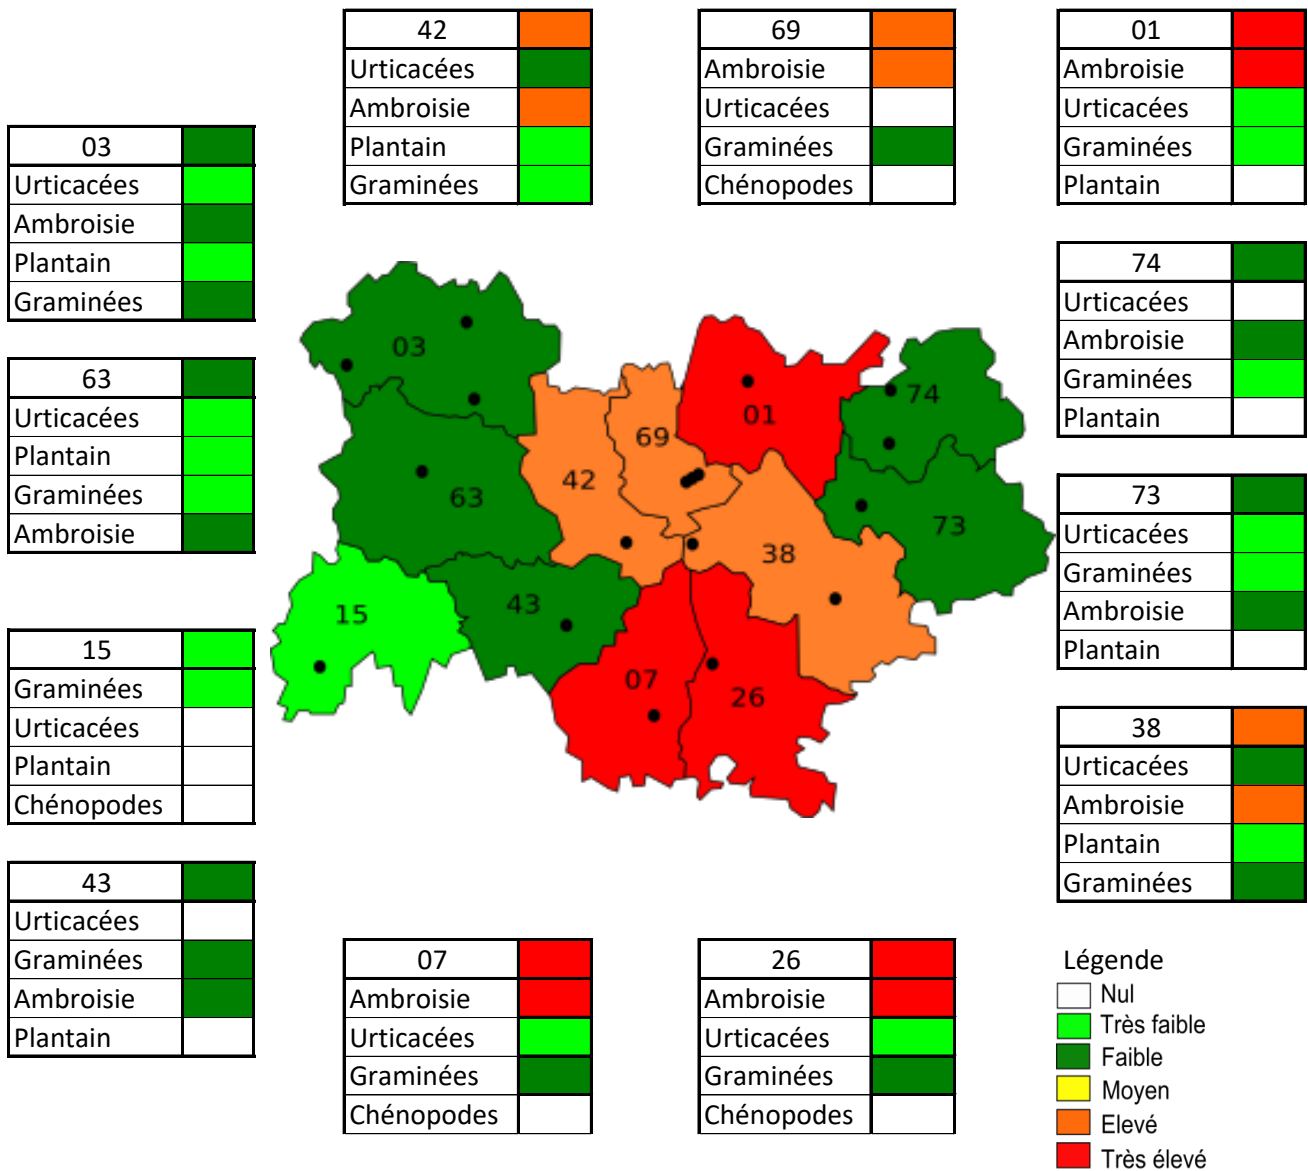 42
Urticacées
Ambroisie
Plantain
Graminées
69
Ambroisie
Urticacées
Graminées
Chénopodes
01
Ambroisie
Urticacées
Graminées
Plantain
03
Urticacées
Ambroisie
Plantain
Graminées
74
Urticacées
Ambroisie
Graminées
Plantain
63
Urticacées
Plantain
Graminées
Ambroisie
03
01
74
69
42
63
73
38
43
15
07
26
73
Urticacées
Graminées
Ambroisie
Plantain
15
Graminées
Urticacées
Plantain
Chénopodes
38
Urticacées
Ambroisie
Plantain
Graminées
43
Urticacées
Graminées
Ambroisie
Plantain
07
Ambroisie
Urticacées
Graminées
Chénopodes
26
Ambroisie
Urticacées
Graminées
Chénopodes
Légende
Nul
Très faible
Faible
Moyen
Elevé
Très élevé